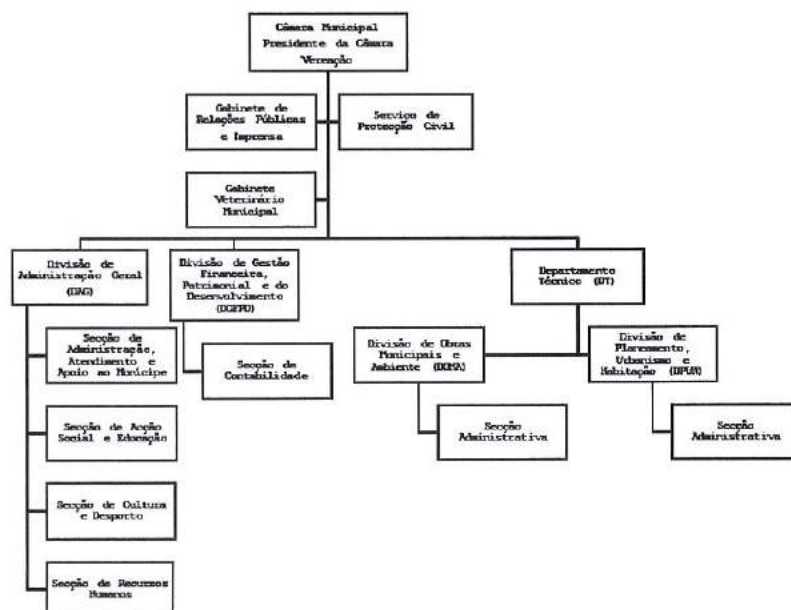 Câmara Municipal
Presidente da Câmara
Vereação
Gabinete de
Relações Públicas
e Imprensa
Serviço de
Protecção Civil
Gabinete
Veterinário
Municipal
Divisão de
Administração Geral
(DAG)
Divisão de Gestão
Financeira,
Patrimonial e do
Desenvolvimento
(DGFPD)
Departamento
Técnico (DT)
Secção de
Administração,
Atendimento e
Apoio ao Munícipe
Secção de
Contabilidade
Divisão de Obras
Municipais e
Ambiente (DOMA)
Divisão de
Planeamento,
Urbanismo e
Habitação (DPUH)
Secção de Acção
Social e Educação
Secção
Administrativa
Secção
Administrativa
Secção de Cultura
e Desporto
Secção de Recursos
Humanos